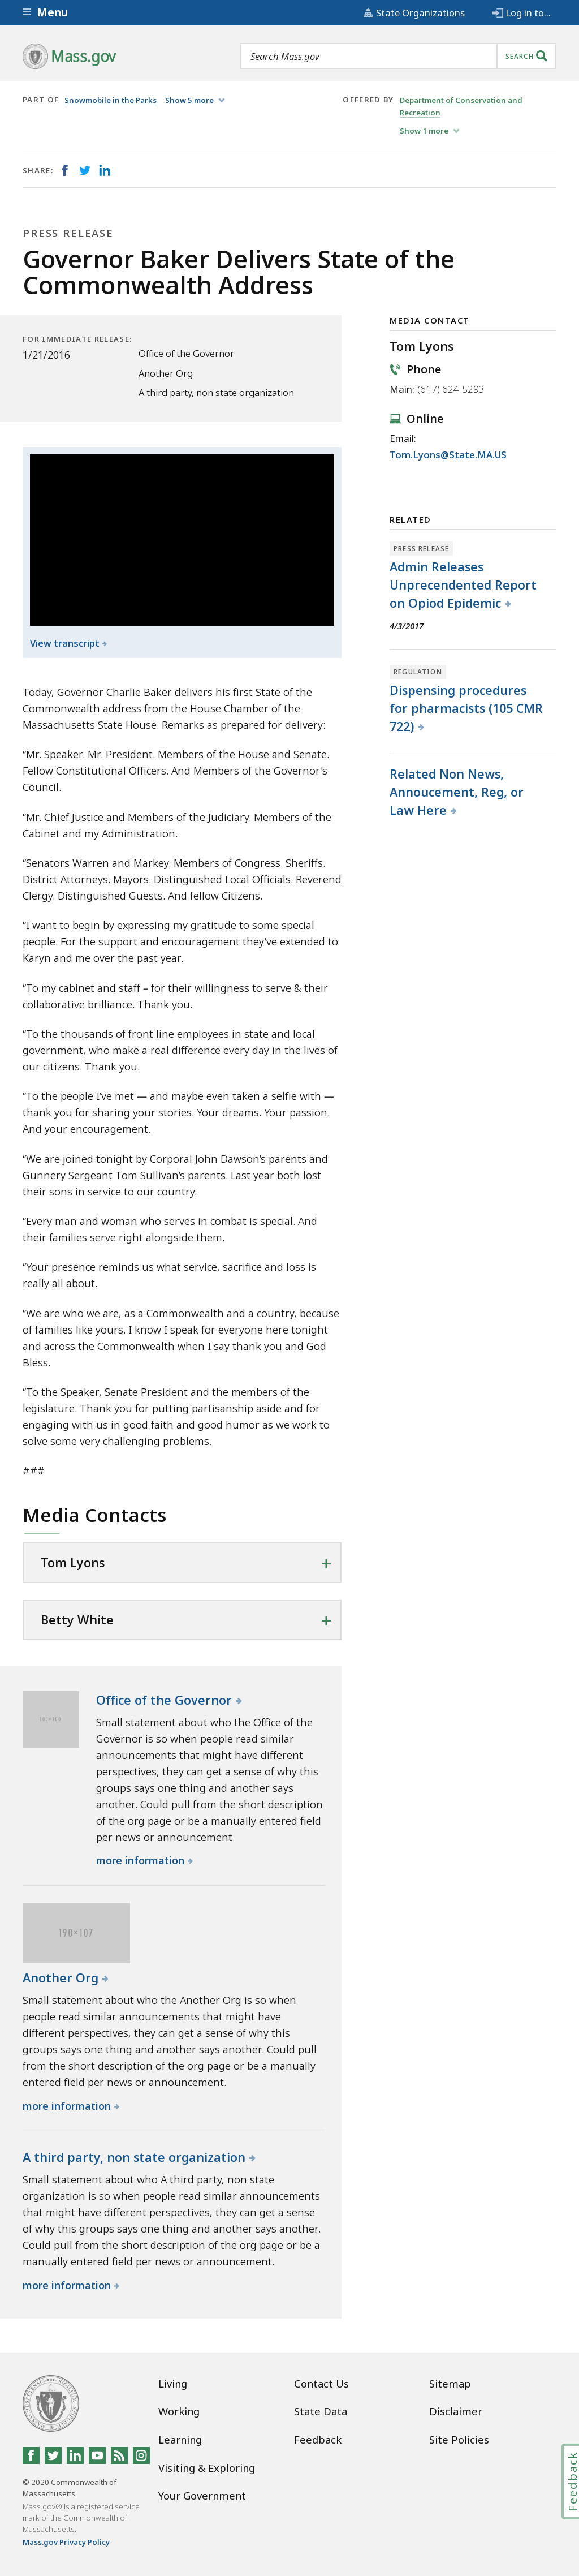 Menu
State Organizations
Log in to...
Mass.gov
Search Mass.gov
SEARCH
PART OF Snowmobile in the Parks Show 5 more
OFFERED BY Department of Conservation and
Recreation
Show 1 more
SHARE:
PRESS RELEASE
Governor Baker Delivers State of the
Commonwealth Address
FOR IMMEDIATE RELEASE:
1/21/2016
Office of the Governor
Another Org
A third party, non state organization
View transcript
Today, Governor Charlie Baker delivers his first State of the
Commonwealth address from the House Chamber of the
Massachusetts State House. Remarks as prepared for delivery:
“Mr. Speaker. Mr. President. Members of the House and Senate.
Fellow Constitutional Officers. And Members of the Governor's
Council.
“Mr. Chief Justice and Members of the Judiciary. Members of the
Cabinet and my Administration.
“Senators Warren and Markey. Members of Congress. Sheriffs.
District Attorneys. Mayors. Distinguished Local Officials. Reverend
Clergy. Distinguished Guests. And fellow Citizens.
“I want to begin by expressing my gratitude to some special
people. For the support and encouragement they've extended to
Karyn and me over the past year.
“To my cabinet and staff – for their willingness to serve & their
collaborative brilliance. Thank you.
“To the thousands of front line employees in state and local
government, who make a real difference every day in the lives of
our citizens. Thank you.
“To the people I've met — and maybe even taken a selfie with —
thank you for sharing your stories. Your dreams. Your passion.
And your encouragement.
“We are joined tonight by Corporal John Dawson's parents and
Gunnery Sergeant Tom Sullivan's parents. Last year both lost
their sons in service to our country.
“Every man and woman who serves in combat is special. And
their families serve right alongside them.
“Your presence reminds us what service, sacrifice and loss is
really all about.
“We are who we are, as a Commonwealth and a country, because
of families like yours. I know I speak for everyone here tonight
and across the Commonwealth when I say thank you and God
Bless.
“To the Speaker, Senate President and the members of the
legislature. Thank you for putting partisanship aside and for
engaging with us in good faith and good humor as we work to
solve some very challenging problems.
###
Media Contacts
Tom Lyons
Betty White
MEDIA CONTACT
Tom Lyons
Phone
Main: (617) 624-5293
Online
Email:
Tom.Lyons@State.MA.US
RELATED
PRESS RELEASE
Admin Releases
Unprecendented Report
on Opiod Epidemic
4/3/2017
REGULATION
Dispensing procedures
for pharmacists (105 CMR
722)
Related Non News,
Annoucement, Reg, or
Law Here
100×100
Office of the Governor
Small statement about who the Office of the
Governor is so when people read similar
announcements that might have different
perspectives, they can get a sense of why this
groups says one thing and another says
another. Could pull from the short description
of the org page or be a manually entered field
per news or announcement.
more information
190×107
Another Org
Small statement about who the Another Org is so when
people read similar announcements that might have
different perspectives, they can get a sense of why this
groups says one thing and another says another. Could pull
from the short description of the org page or be a manually
entered field per news or announcement.
more information
A third party, non state organization
Small statement about who A third party, non state
organization is so when people read similar announcements
that might have different perspectives, they can get a sense
of why this groups says one thing and another says another.
Could pull from the short description of the org page or be a
manually entered field per news or announcement.
more information
Living
Working
Learning
Visiting & Exploring
Your Government
Contact Us
State Data
Feedback
Sitemap
Disclaimer
Site Policies
© 2020 Commonwealth of
Massachusetts.
Mass.gov® is a registered service
mark of the Commonwealth of
Massachusetts.
Mass.gov Privacy Policy
Feedback